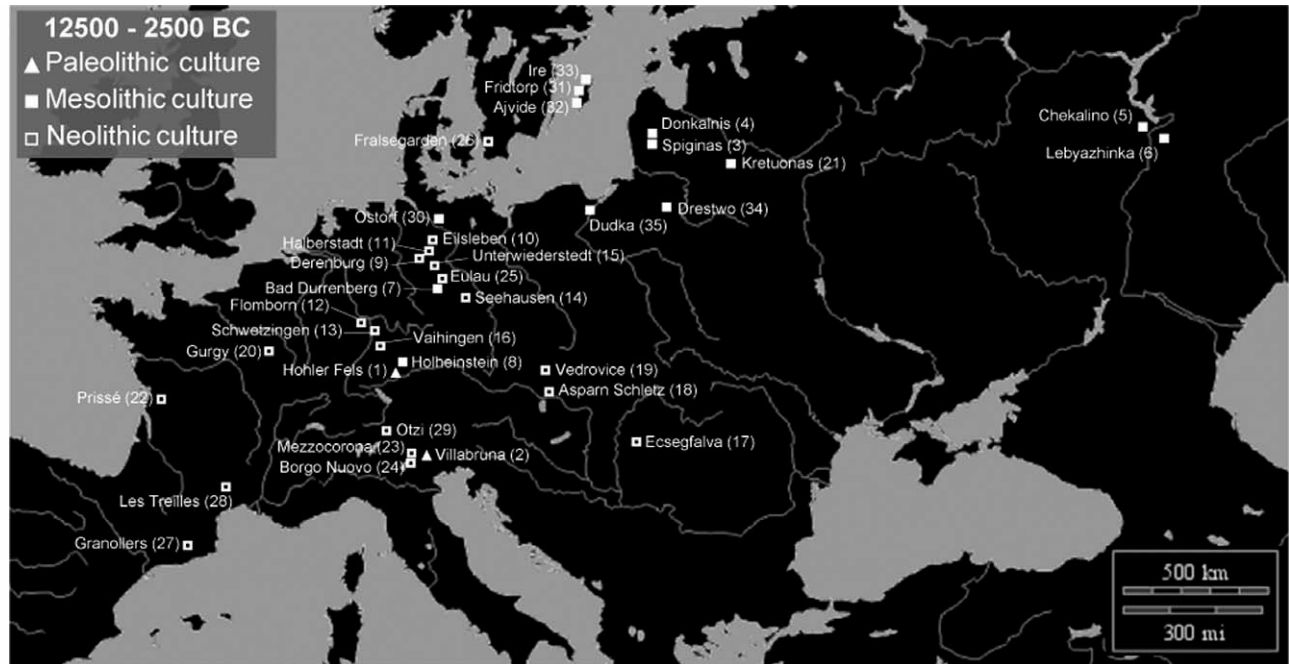 12500 - 2500 BC
Paleolithic culture
Mesolithic culture
Neolithic culture
Ire (33)
Fridtorp (31)
Ajvide (32)
Fralsegarden (26)
Donkalnis (4)
Spiginas (3)
Kretuonas (21)
Chekalino (5)
Lebyazhinka (6)
Drestwo (34)
Dudka (35)
Ostorf (30)
Eilsleben (10)
Halberstadt (11)
Unterwiederstedt (15)
Derenburg (9)
Eulau (25)
Bad Durrenberg (7)
Seehausen (14)
Flomborn (12)
Schwetzingen (13)
Vaihingen (16)
Gurgy (20)
Holbeinstein (8)
Hohler Fels (1)
Vedrovice (19)
Asparn Schletz (18)
Prissé (22)
Otzi (29)
Ecsegfalva (17)
Mezzocorona (23)
Villabruna (2)
Borgo Nuovo (24)
Les Treilles (28)
Granollers (27)
500 km
300 mi